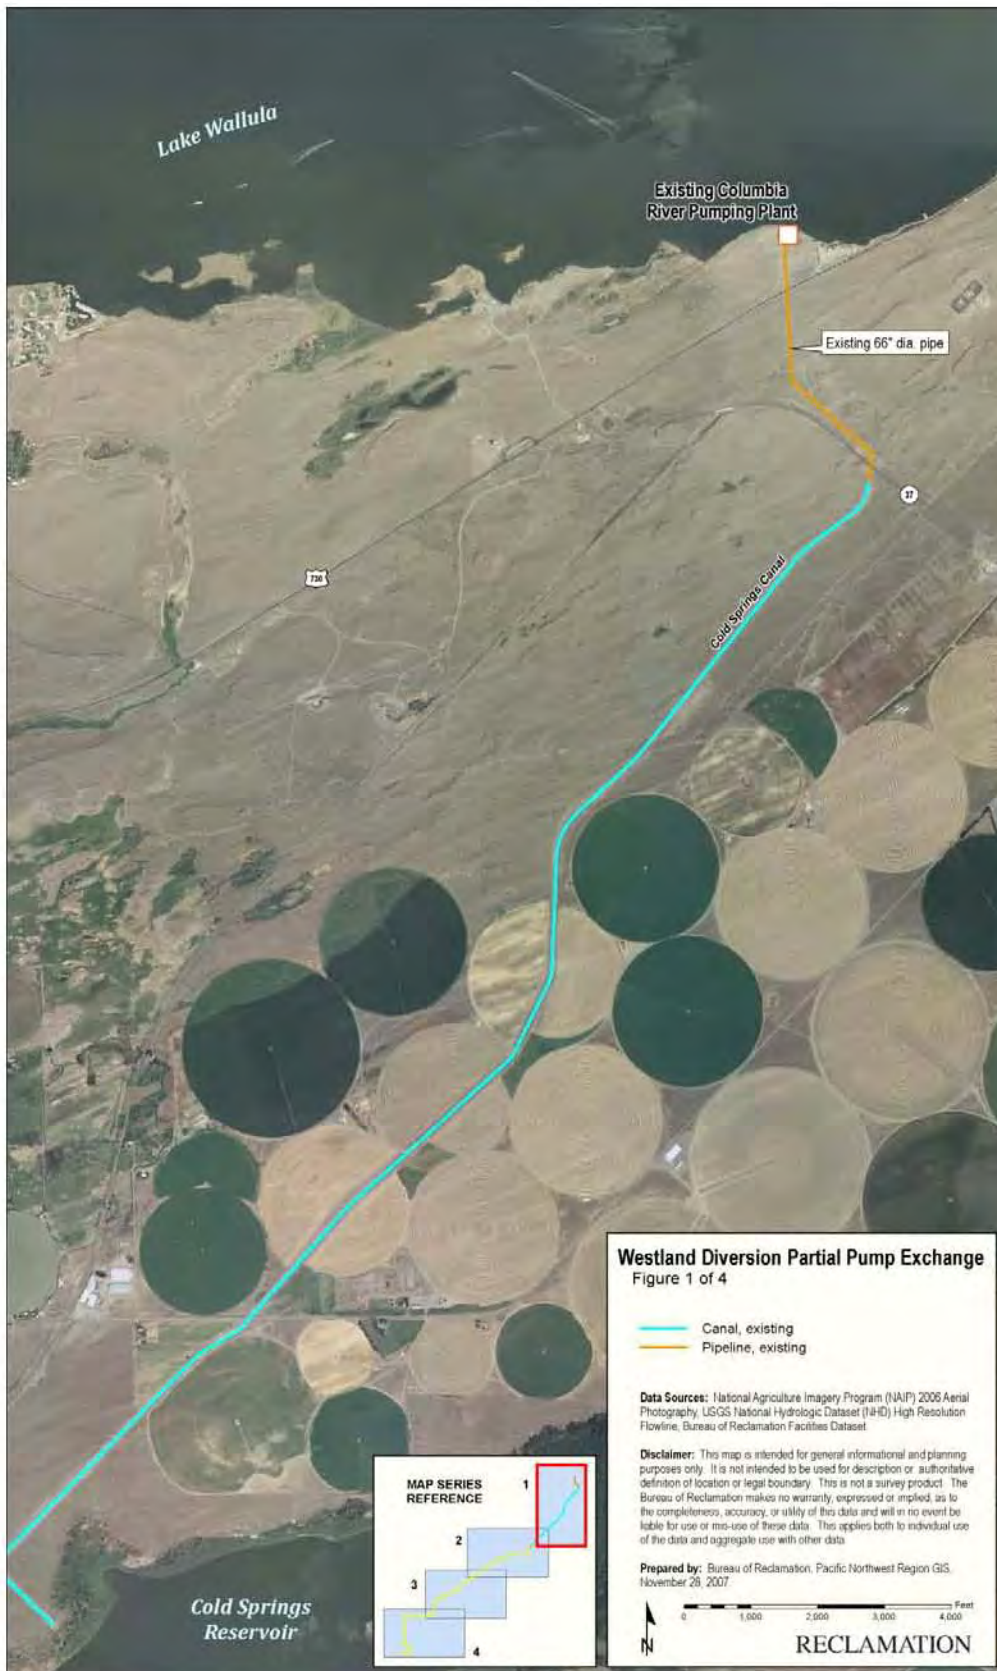 Lake Wallula
Existing Columbia
River Pumping Plant
Existing 66" dia. pipe
37
730
Cold Springs Canal
Westland Diversion Partial Pump Exchange
Figure 1 of 4
Canal, existing
Pipeline, existing
Data Sources: National Agriculture Imagery Program (NAIP) 2006 Aerial
Photography, USGS National Hydrologic Dataset (NHD) High Resolution
Flowline, Bureau of Reclamation Facilities Dataset.
Disclaimer: This map is intended for general informational and planning
purposes only. It is not intended to be used for description or authoritative
definition of location or legal boundary. This is not a survey product. The
Bureau of Reclamation makes no warranty, expressed or implied, as to
the completeness, accuracy, or utility of this data and will in no event be
liable for use or mis-use of these data. This applies both to individual use
of the data and aggregate use with other data.
Prepared by: Bureau of Reclamation, Pacific Northwest Region GIS,
November 28, 2007
Feet
0 1,000 2,000 3,000 4,000
N
RECLAMATION
MAP SERIES
REFERENCE
1
2
3
4
Cold Springs
Reservoir